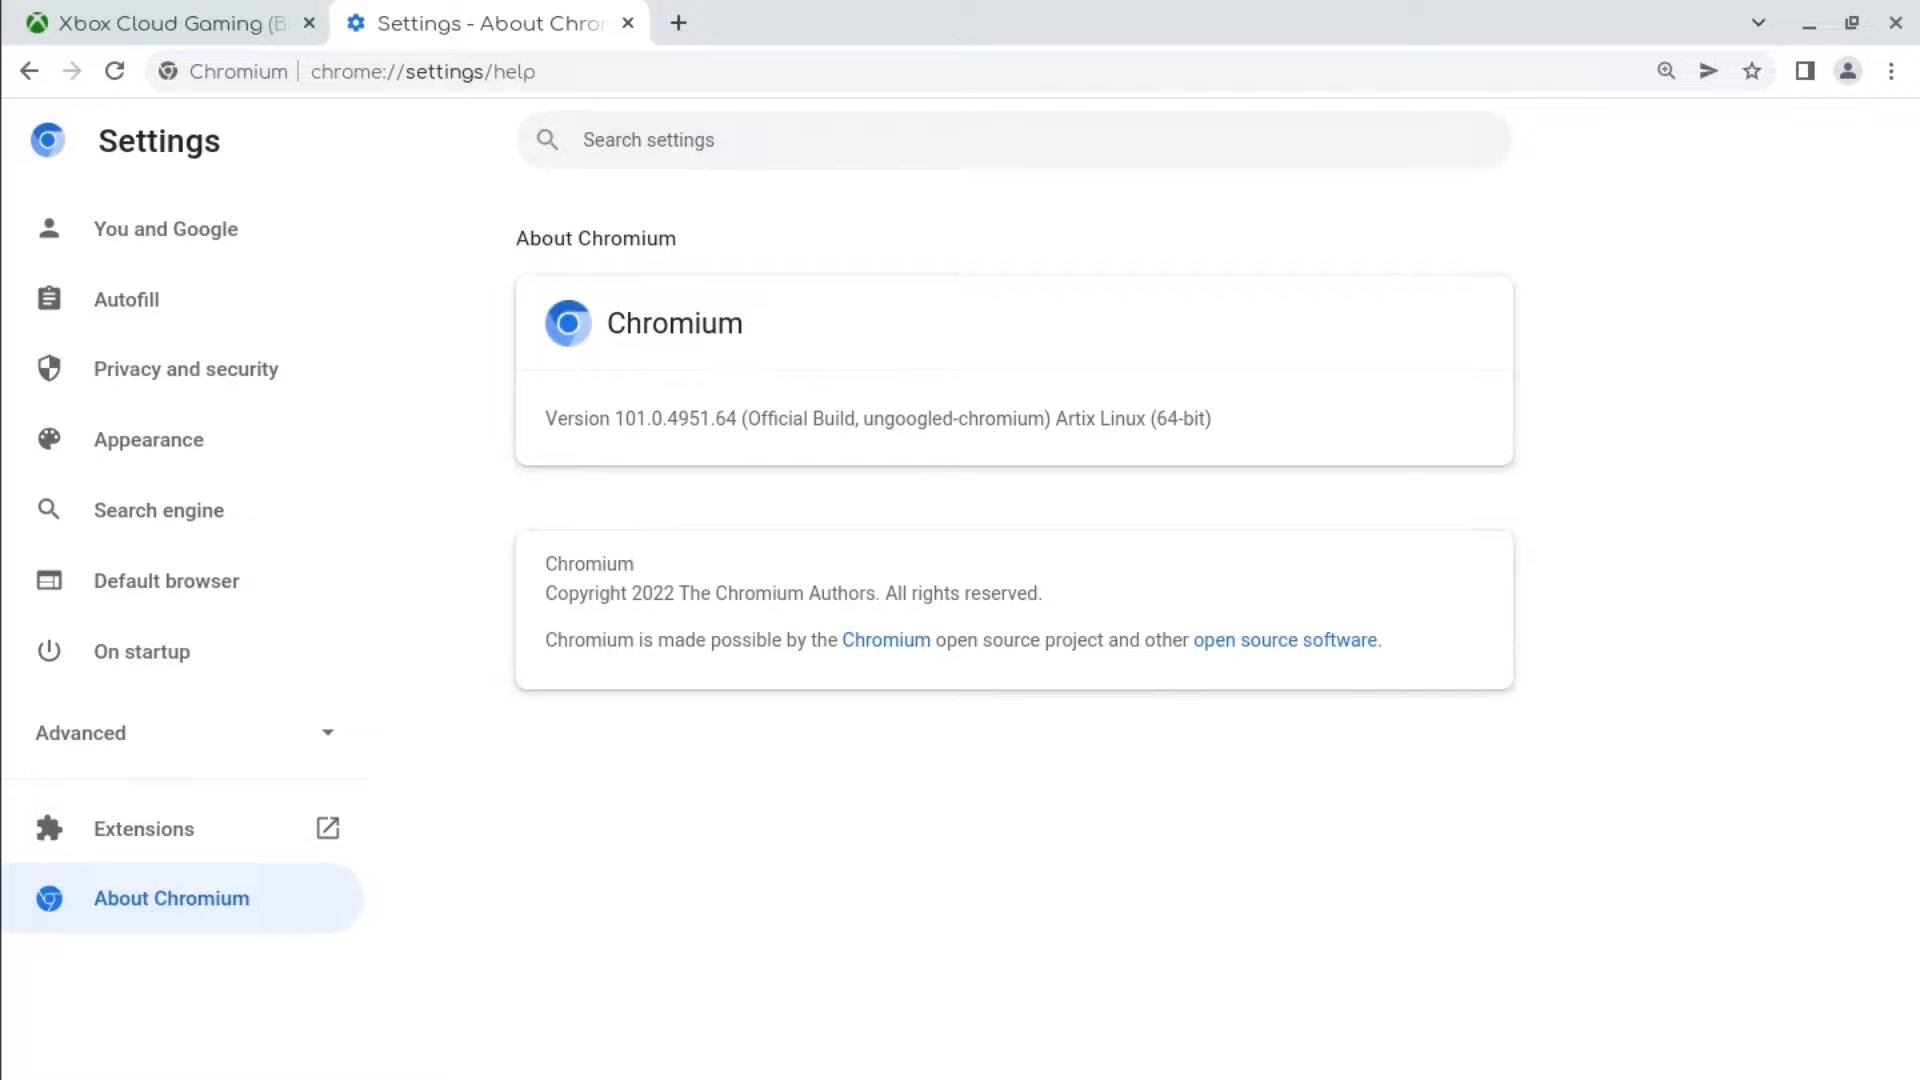 Xbox Cloud Gaming (B
Settings - About Chro
Chromium | chrome://settings/help
Settings
Search settings
You and Google
Autofill
Privacy and security
Appearance
Search engine
Default browser
On startup
Advanced
Extensions
About Chromium
About Chromium
Chromium
Version 101.0.4951.64 (Official Build, ungoogled-chromium) Artix Linux (64-bit)
Chromium
Copyright 2022 The Chromium Authors. All rights reserved.
Chromium is made possible by the Chromium open source project and other open source software.